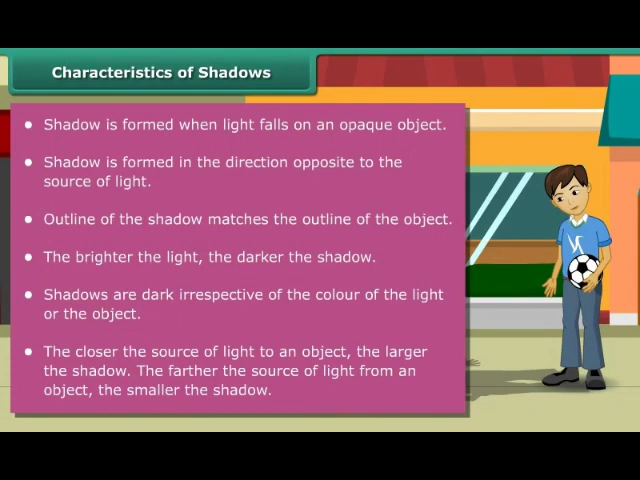 Characteristics of Shadows
● Shadow is formed when light falls on an opaque object.
● Shadow is formed in the direction opposite to the
source of light.
● Outline of the shadow matches the outline of the object.
● The brighter the light, the darker the shadow.
● Shadows are dark irrespective of the colour of the light
or the object.
● The closer the source of light to an object, the larger
the shadow. The farther the source of light from an
object, the smaller the shadow.